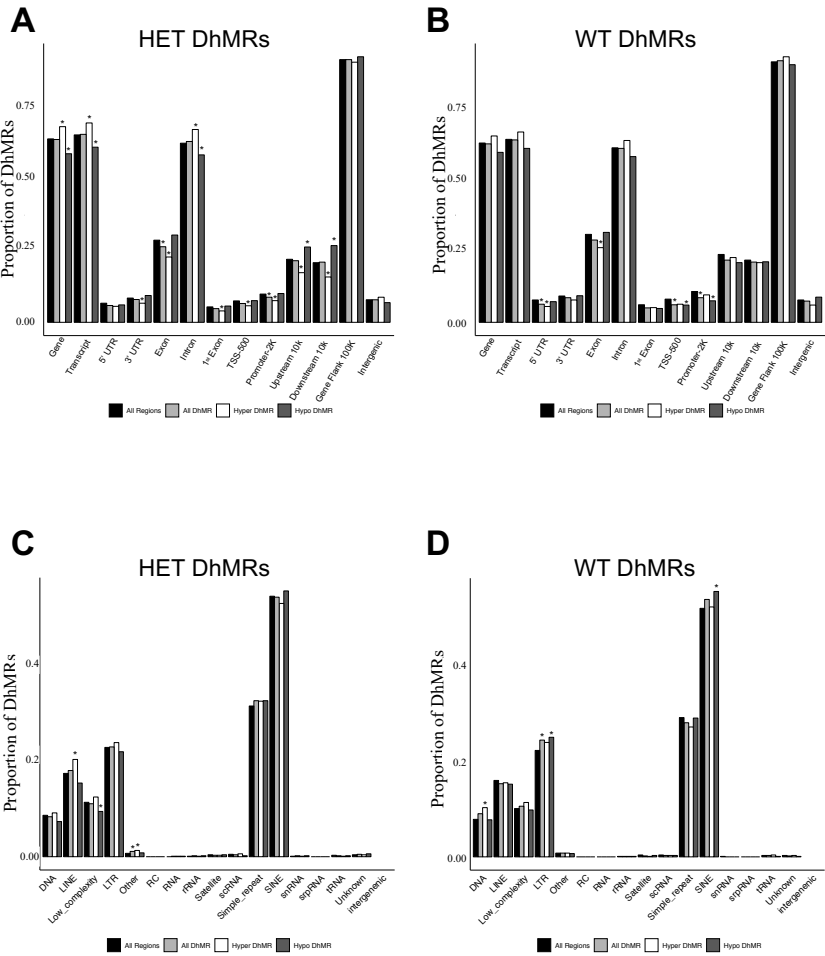 A
HET DhMRs
Proportion of DhMRs
0.75
0.50
0.25
0.00
* * * * * * * * * * * * * * * * * *
Gene
Transcript
5' UTR
3' UTR
Exon
Intron
1st Exon
TSS-500
Promoter-2K
Upstream 10k
Downstream 10k
Gene Flank 100K
Intergenic
All Regions All DhMR Hyper DhMR Hypo DhMR
B
WT DhMRs
Proportion of DhMRs
0.75
0.50
0.25
0.00
* * * * * * *
Gene
Transcript
5' UTR
3' UTR
Exon
Intron
1st Exon
TSS-500
Promoter-2K
Upstream 10k
Downstream 10k
Gene Flank 100K
Intergenic
All Regions All DhMR Hyper DhMR Hypo DhMR
C
HET DhMRs
Proportion of DhMRs
0.4
0.2
0.00
* * * *
DNA
LINE
Low_complexity
LTR
Other
RC
RNA
rRNA
Satellite
scRNA
Simple_repeat
SINE
snRNA
srpRNA
tRNA
Unknown
intergenenic
All Regions All DhMR Hyper DhMR Hypo DhMR
D
WT DhMRs
Proportion of DhMRs
0.4
0.2
0.00
* * * *
DNA
LINE
Low_complexity
LTR
Other
RC
RNA
rRNA
Satellite
scRNA
Simple_repeat
SINE
snRNA
srpRNA
tRNA
Unknown
intergenenic
All Regions All DhMR Hyper DhMR Hypo DhMR